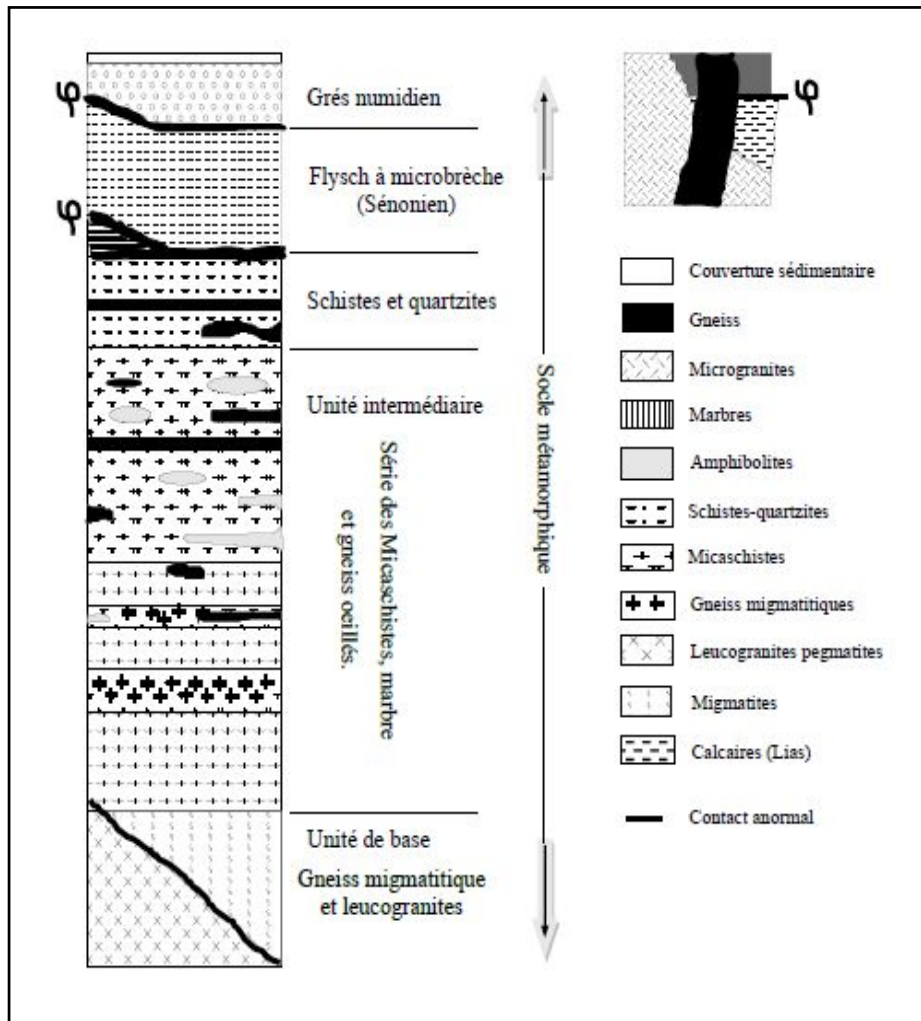 Grés numidien
Flysch à microbrèche
(Sénonien)
Schistes et quartzites
Unité intermédiaire
Série des Micaschistes, marbre
et gneiss oeillés.
Unité de base
Gneiss migmatitique
et leucogranites
Socle métamorphique
φ
φ
φ
Couverture sédimentaire
Gneiss
Microgranites
Marbres
Amphibolites
Schistes-quartzites
Micaschistes
Gneiss migmatitiques
Leucogranites pegmatites
Migmatites
Calcaires (Lias)
Contact anormal